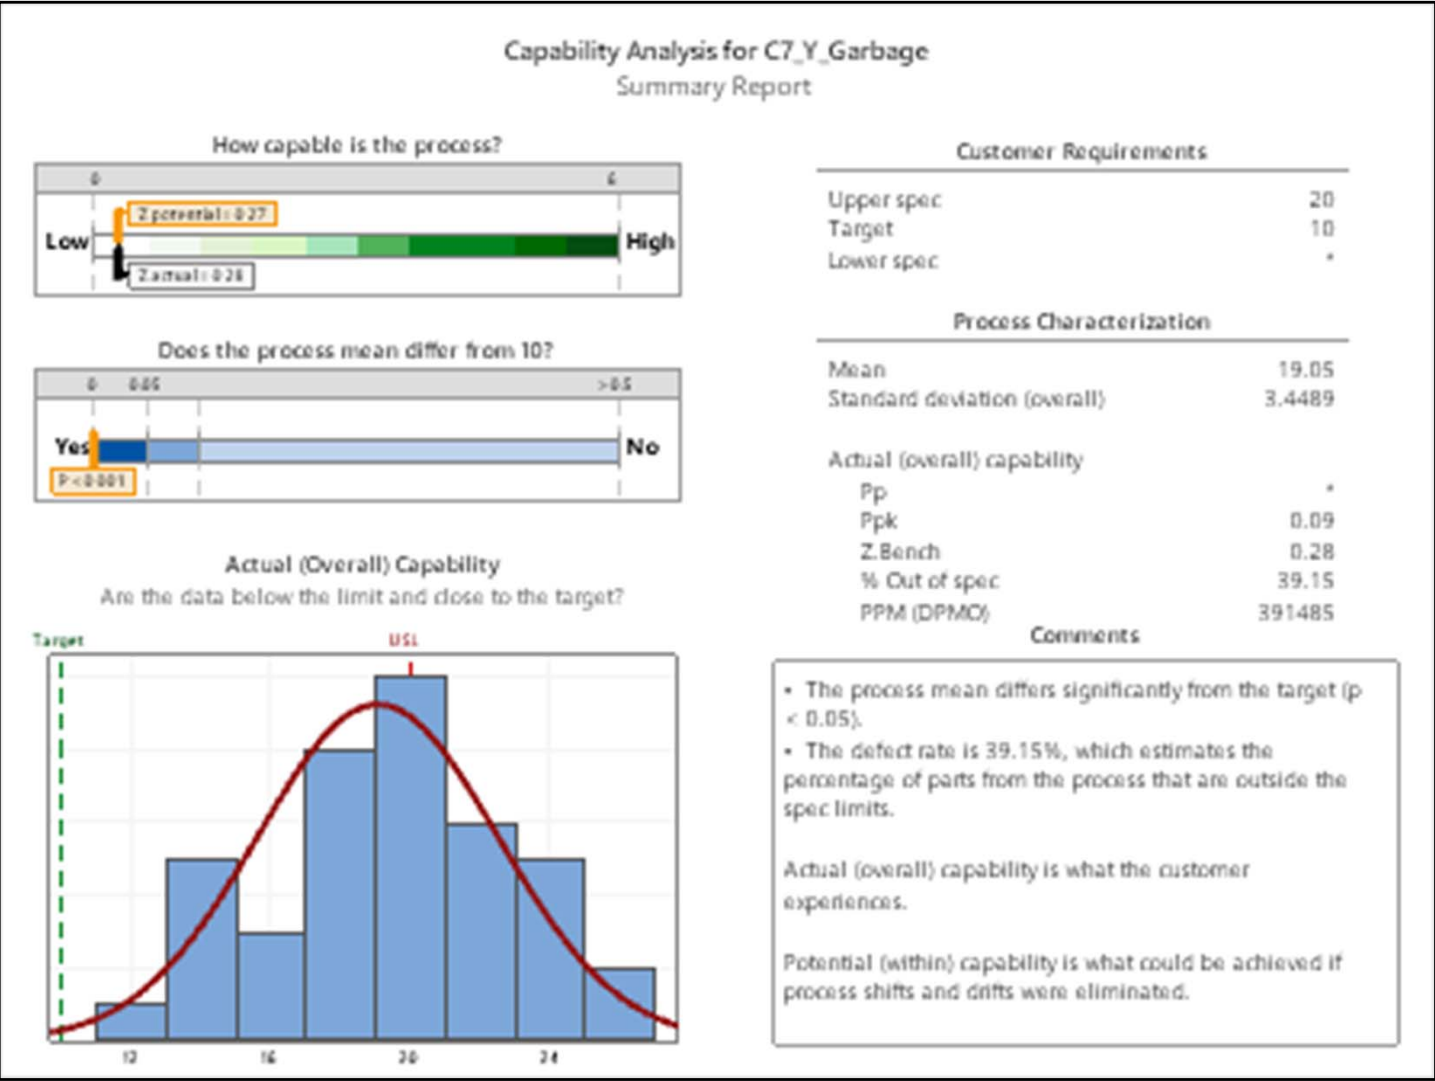 Capability Analysis for C7_Y_Garbage
Summary Report
How capable is the process?
0 6
Z.potential : 0.27
Low High
Z.actual : 0.28
Does the process mean differ from 10?
0 0.05 > 0.5
Yes No
P < 0.001
Actual (Overall) Capability
Are the data below the limit and close to the target?
Target USL
12 16 20 24
Customer Requirements
Upper spec 20
Target 10
Lower spec *
Process Characterization
Mean 19.05
Standard deviation (overall) 3.4489
Actual (overall) capability
Pp *
Ppk 0.09
Z.Bench 0.28
% Out of spec 39.15
PPM (DPMO) 391485
Comments
• The process mean differs significantly from the target (p
< 0.05).
• The defect rate is 39.15%, which estimates the
percentage of parts from the process that are outside the
spec limits.
Actual (overall) capability is what the customer
experiences.
Potential (within) capability is what could be achieved if
process shifts and drifts were eliminated.